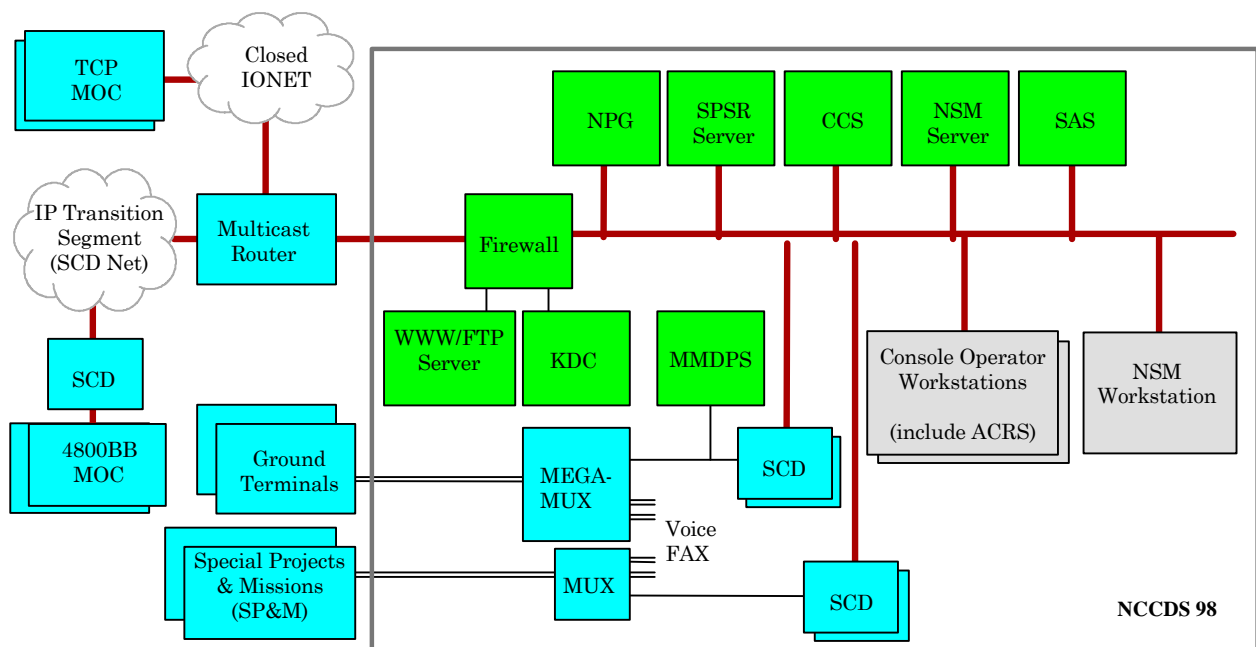 TCP
MOC
Closed
IONET
NPG
SPSR
Server
CCS
NSM
Server
SAS
IP Transition
Segment
(SCD Net)
Multicast
Router
Firewall
WWW/FTP
Server
KDC
MMDPS
Console Operator
Workstations
(include ACRS)
NSM
Workstation
SCD
4800BB
MOC
Ground
Terminals
MEGA-
MUX
SCD
Voice
FAX
Special Projects
& Missions
(SP&M)
MUX
SCD
NCCDS 98